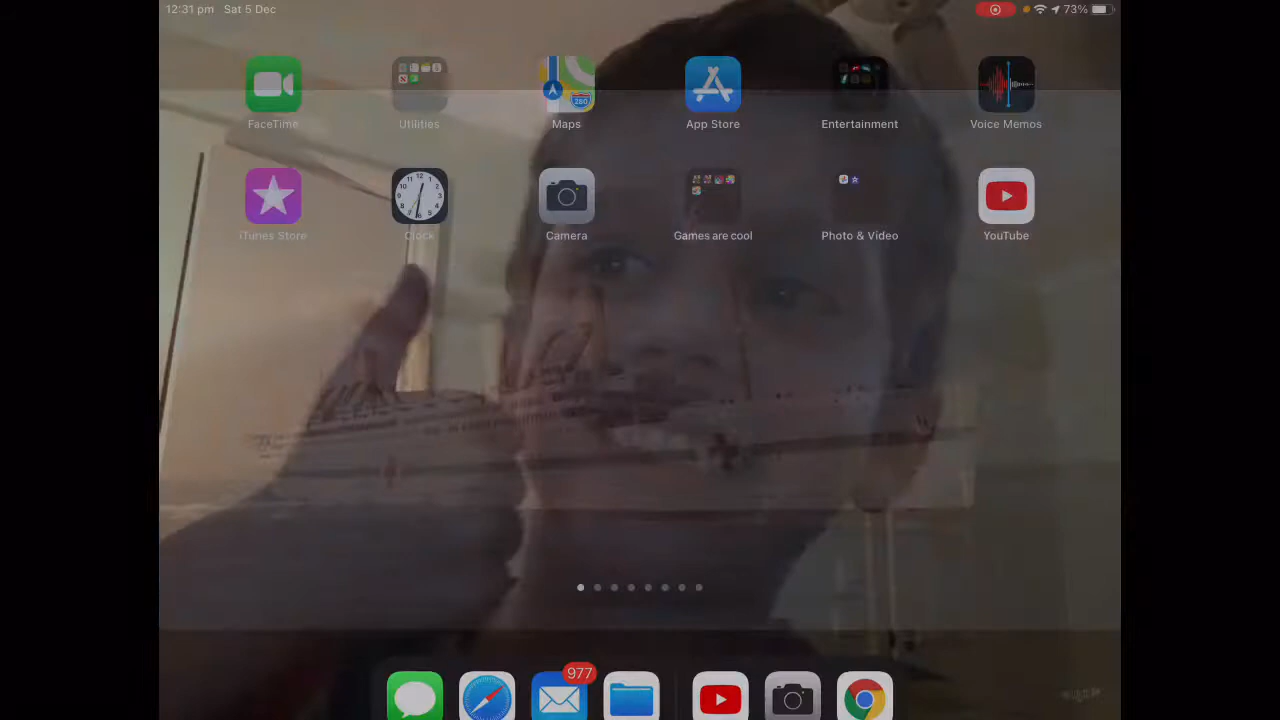 12:31 pm Sat 5 Dec
73%
FaceTime
Utilities
Maps
App Store
Entertainment
Voice Memos
iTunes Store
Clock
Camera
Games are cool
Photo & Video
YouTube
977